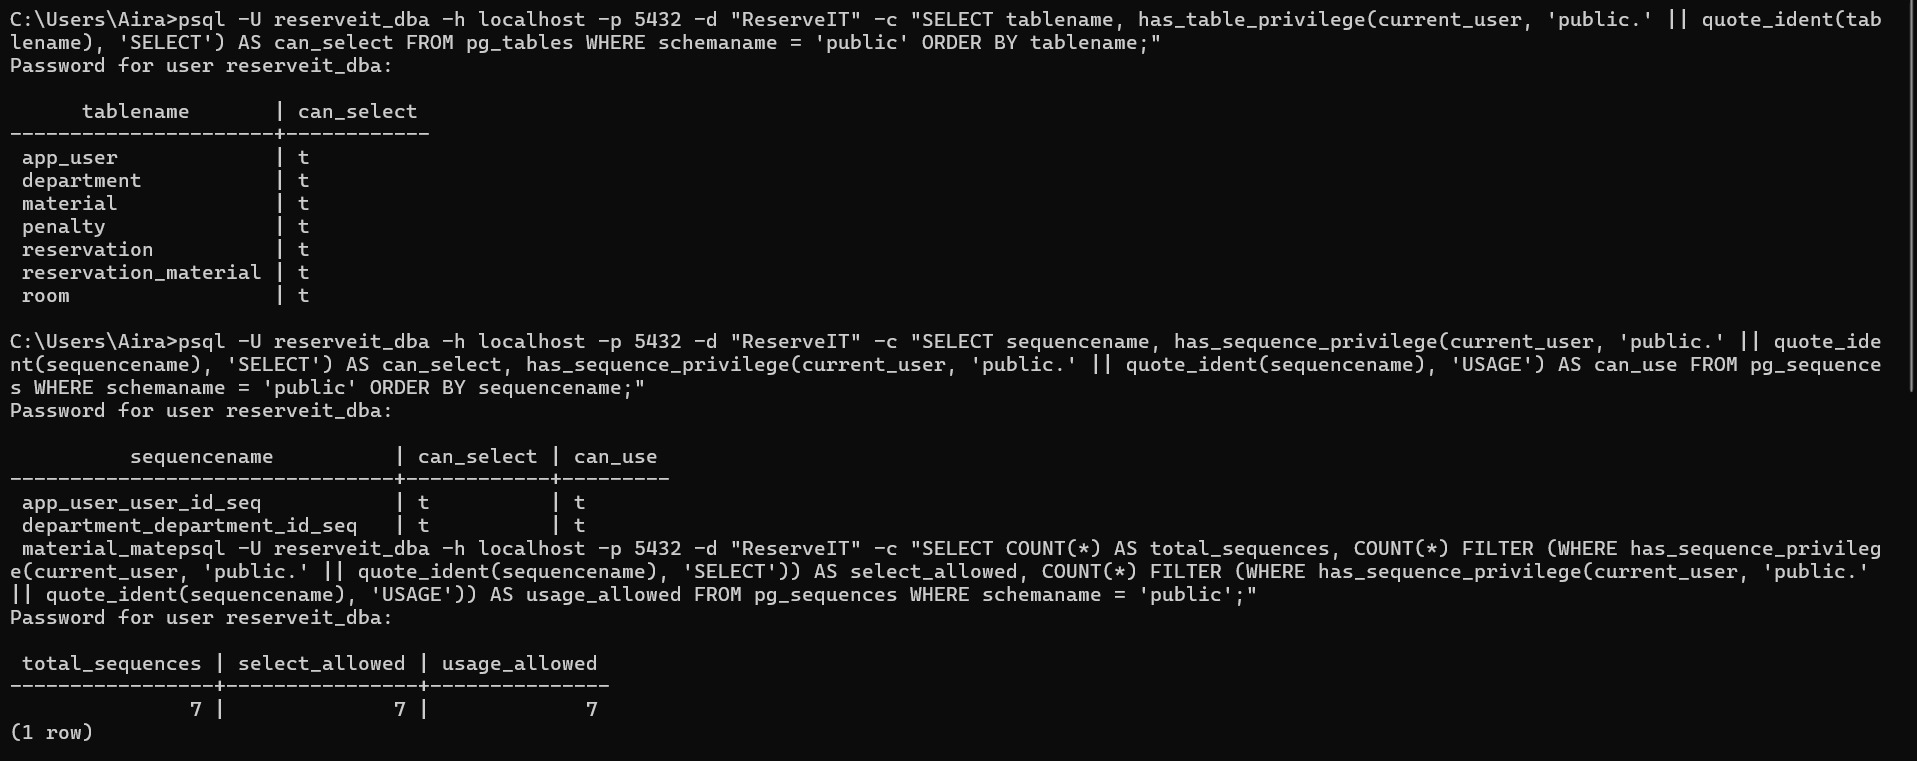 C:\Users\Aira>psql -U reserveit_dba -h localhost -p 5432 -d "ReserveIT" -c "SELECT tablename, has_table_privilege(current_user, 'public.' || quote_ident(tab
lename), 'SELECT') AS can_select FROM pg_tables WHERE schemaname = 'public' ORDER BY tablename;"
Password for user reserveit_dba:

      tablename       | can_select
----------------------+------------
 app_user             | t
 department           | t
 material             | t
 penalty              | t
 reservation          | t
 reservation_material | t
 room                 | t

C:\Users\Aira>psql -U reserveit_dba -h localhost -p 5432 -d "ReserveIT" -c "SELECT sequencename, has_sequence_privilege(current_user, 'public.' || quote_ide
nt(sequencename), 'SELECT') AS can_select, has_sequence_privilege(current_user, 'public.' || quote_ident(sequencename), 'USAGE') AS can_use FROM pg_sequence
s WHERE schemaname = 'public' ORDER BY sequencename;"
Password for user reserveit_dba:

          sequencename          | can_select | can_use
--------------------------------+------------+---------
 app_user_user_id_seq           | t          | t
 department_department_id_seq   | t          | t
 material_matepsql -U reserveit_dba -h localhost -p 5432 -d "ReserveIT" -c "SELECT COUNT(*) AS total_sequences, COUNT(*) FILTER (WHERE has_sequence_privileg
e(current_user, 'public.' || quote_ident(sequencename), 'SELECT')) AS select_allowed, COUNT(*) FILTER (WHERE has_sequence_privilege(current_user, 'public.'
|| quote_ident(sequencename), 'USAGE')) AS usage_allowed FROM pg_sequences WHERE schemaname = 'public';"
Password for user reserveit_dba:

 total_sequences | select_allowed | usage_allowed
-----------------+----------------+---------------
               7 |              7 |             7
(1 row)